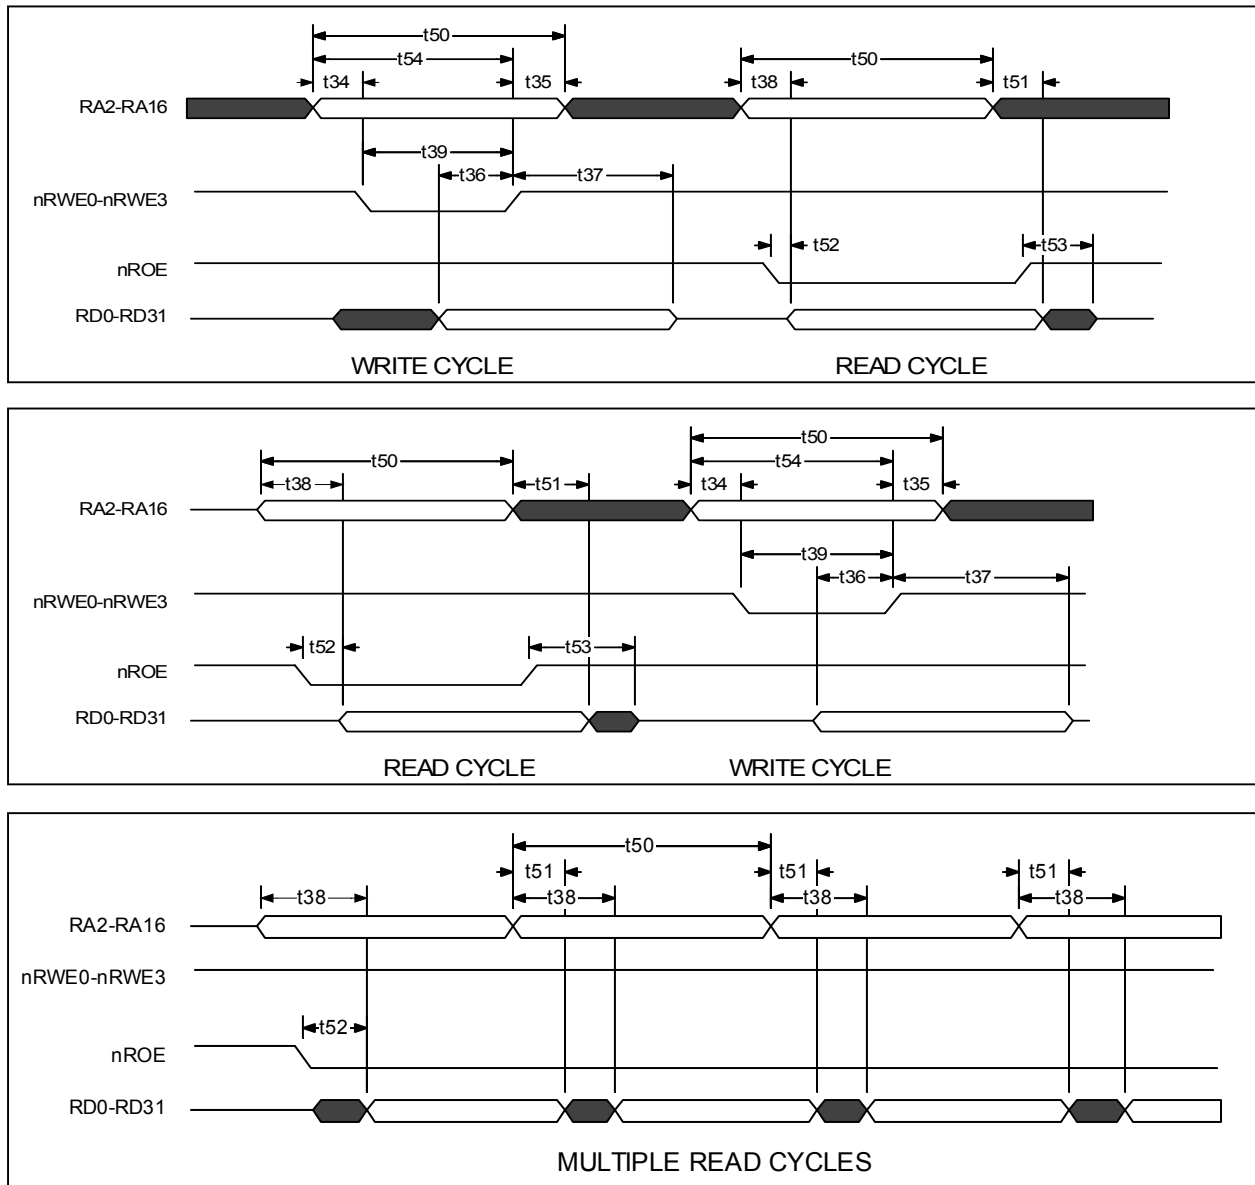 t50
t54 t50
t34 t35 t38 t51
RA2-RA16
t39
t36 t37
nRWE0-nRWE3
t52 t53
nROE
RD0-RD31
WRITE CYCLE READ CYCLE
t50
t50 t54
t38 t51 t34 t35
RA2-RA16
t39
t36 t37
nRWE0-nRWE3
t52 t53
nROE
RD0-RD31
READ CYCLE WRITE CYCLE
t50
t51 t51 t51
t38 t38 t38 t38
RA2-RA16
nRWE0-nRWE3
t52
nROE
RD0-RD31
MULTIPLE READ CYCLES